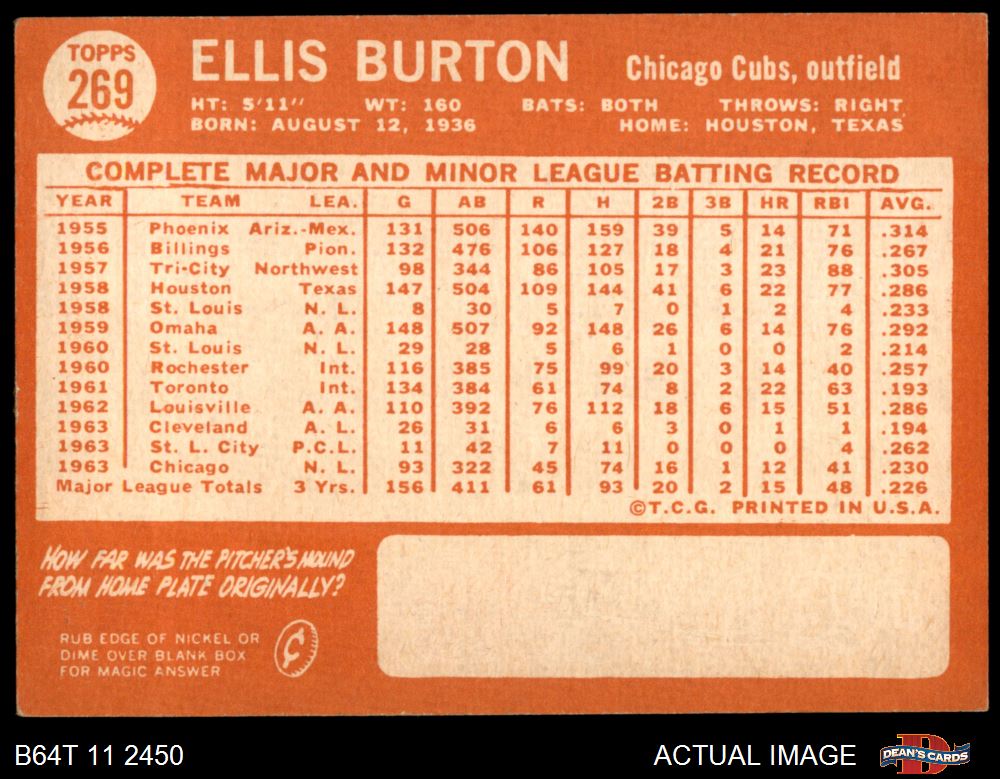 TOPPS
269
ELLIS BURTON
Chicago Cubs, outfield
HT: 5'11'' WT: 160 BATS: BOTH THROWS: RIGHT
BORN: AUGUST 12, 1936 HOME: HOUSTON, TEXAS
COMPLETE MAJOR AND MINOR LEAGUE BATTING RECORD
YEAR TEAM LEA. G AB R H 2B 3B HR RBI AVG.
1955 Phoenix Ariz.-Mex. 131 506 140 159 39 5 14 71 .314
1956 Billings Pion. 132 476 106 127 18 4 21 76 .267
1957 Tri-City Northwest 98 344 86 105 17 3 23 88 .305
1958 Houston Texas 147 504 109 144 41 6 22 77 .286
1958 St. Louis N. L. 8 30 5 7 0 1 2 4 .233
1959 Omaha A. A. 148 507 92 148 26 6 14 76 .292
1960 St. Louis N. L. 29 28 5 6 1 0 0 2 .214
1960 Rochester Int. 116 385 75 99 20 3 14 40 .257
1961 Toronto Int. 134 384 61 74 8 2 22 63 .193
1962 Louisville A. A. 110 392 76 112 18 6 15 51 .286
1963 Cleveland A. L. 26 31 6 6 3 0 1 1 .194
1963 St. L. City P.C.L. 11 42 7 11 0 0 0 4 .262
1963 Chicago N. L. 93 322 45 74 16 1 12 41 .230
Major League Totals 3 Yrs. 156 411 61 93 20 2 15 48 .226
©T.C.G. PRINTED IN U.S.A.
HOW FAR WAS THE PITCHER'S MOUND
FROM HOME PLATE ORIGINALLY?
RUB EDGE OF NICKEL OR
DIME OVER BLANK BOX
FOR MAGIC ANSWER
¢
B64T 11 2450
ACTUAL IMAGE
D
DEAN'S CARDS